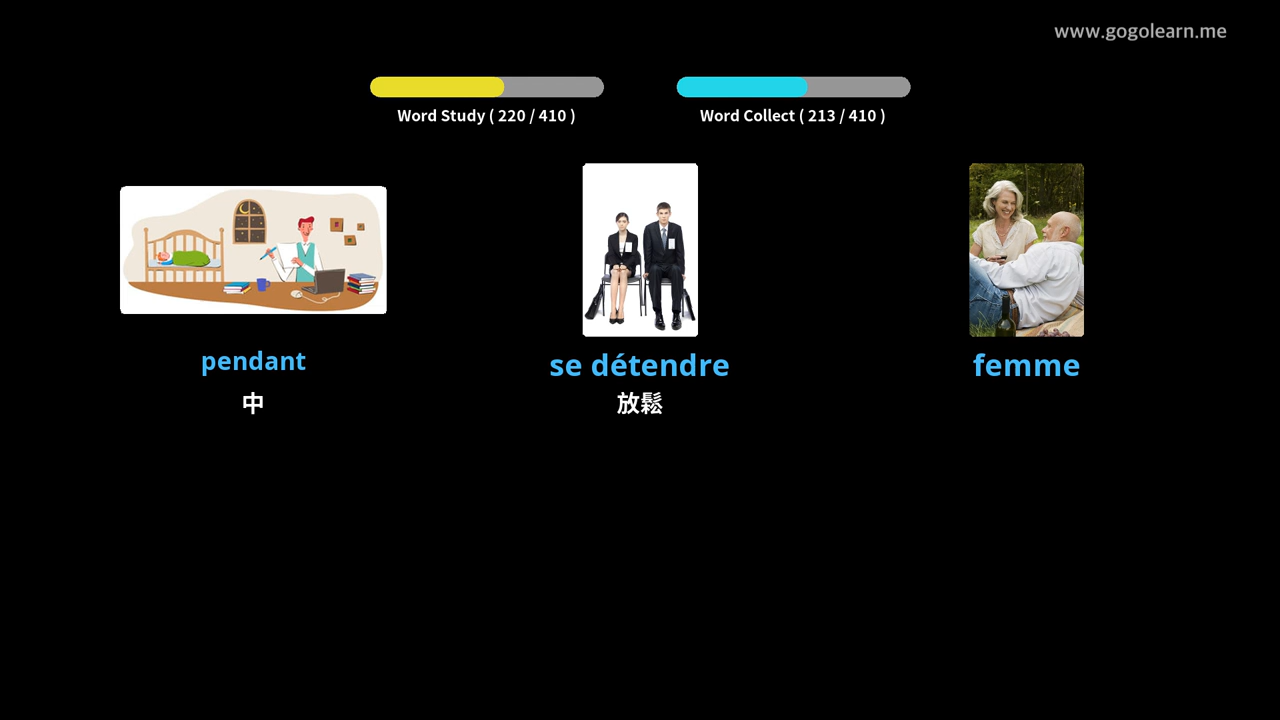 www.gogolearn.me
Word Study ( 220 / 410 )
Word Collect ( 213 / 410 )
pendant
se détendre
femme
中
放鬆